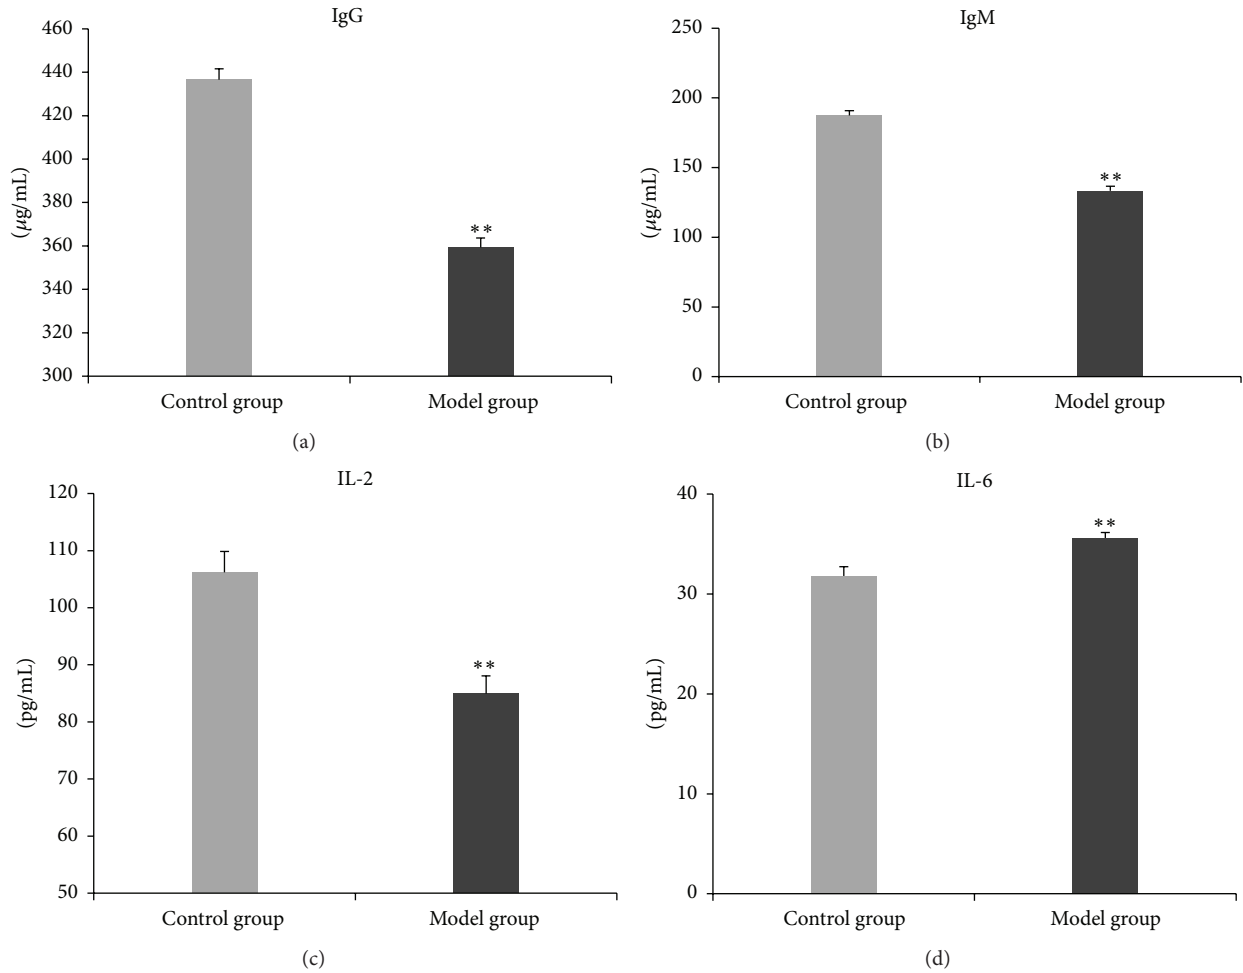 IgG
460
440
420
400
380
360
340
320
300
(µg/mL)
**
Control group
Model group
(a)
IgM
250
200
150
100
50
0
(µg/mL)
**
Control group
Model group
(b)
IL-2
120
110
100
90
80
70
60
50
(pg/mL)
**
Control group
Model group
(c)
IL-6
40
30
20
10
0
(pg/mL)
**
Control group
Model group
(d)